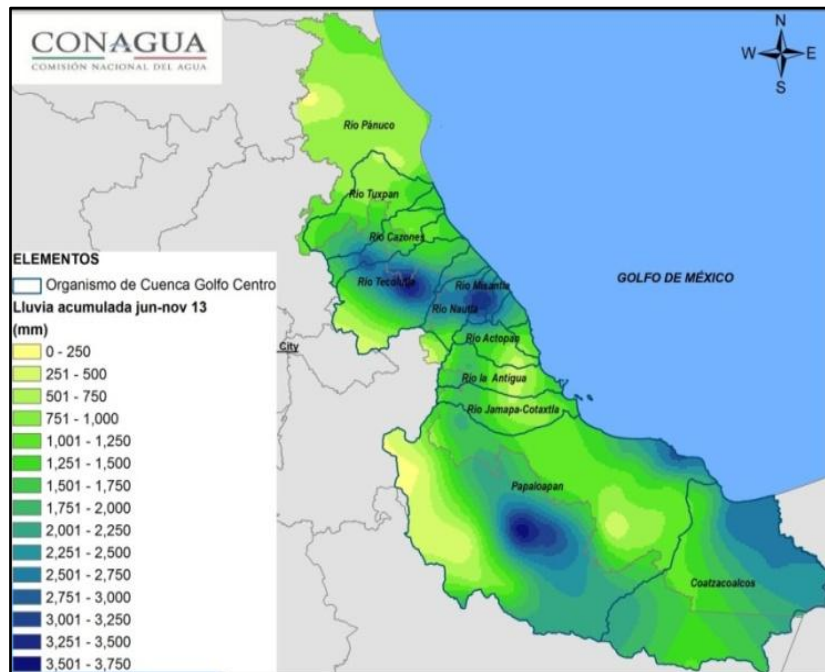 CONAGUA
COMISIÓN NACIONAL DEL AGUA
N
W E
S
Río Pánuco
Río Tuxpan
Río Cazones
Río Tecolutla
Río Misantla
Río Nautla
GOLFO DE MÉXICO
Río Actopan
City
Río la Antigua
Río Jamapa-Cotaxtla
Papaloapan
Coatzacoalcos
ELEMENTOS
Organismo de Cuenca Golfo Centro
Lluvia acumulada jun-nov 13
(mm)
0 - 250
251 - 500
501 - 750
751 - 1,000
1,001 - 1,250
1,251 - 1,500
1,501 - 1,750
1,751 - 2,000
2,001 - 2,250
2,251 - 2,500
2,501 - 2,750
2,751 - 3,000
3,001 - 3,250
3,251 - 3,500
3,501 - 3,750